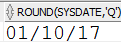 ROUND(SYSDATE,'Q')
01/10/17